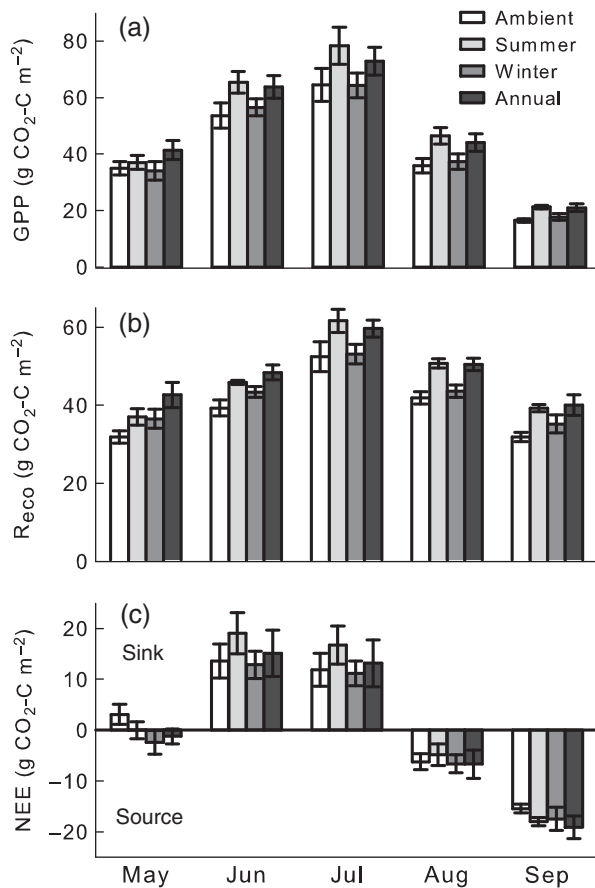 (a)
Ambient
Summer
Winter
Annual
GPP (g CO₂-C m⁻²)
80
60
40
20
0
(b)
Reco (g CO₂-C m⁻²)
60
40
20
0
(c)
Sink
Source
NEE (g CO₂-C m⁻²)
20
10
0
−10
−20
May Jun Jul Aug Sep